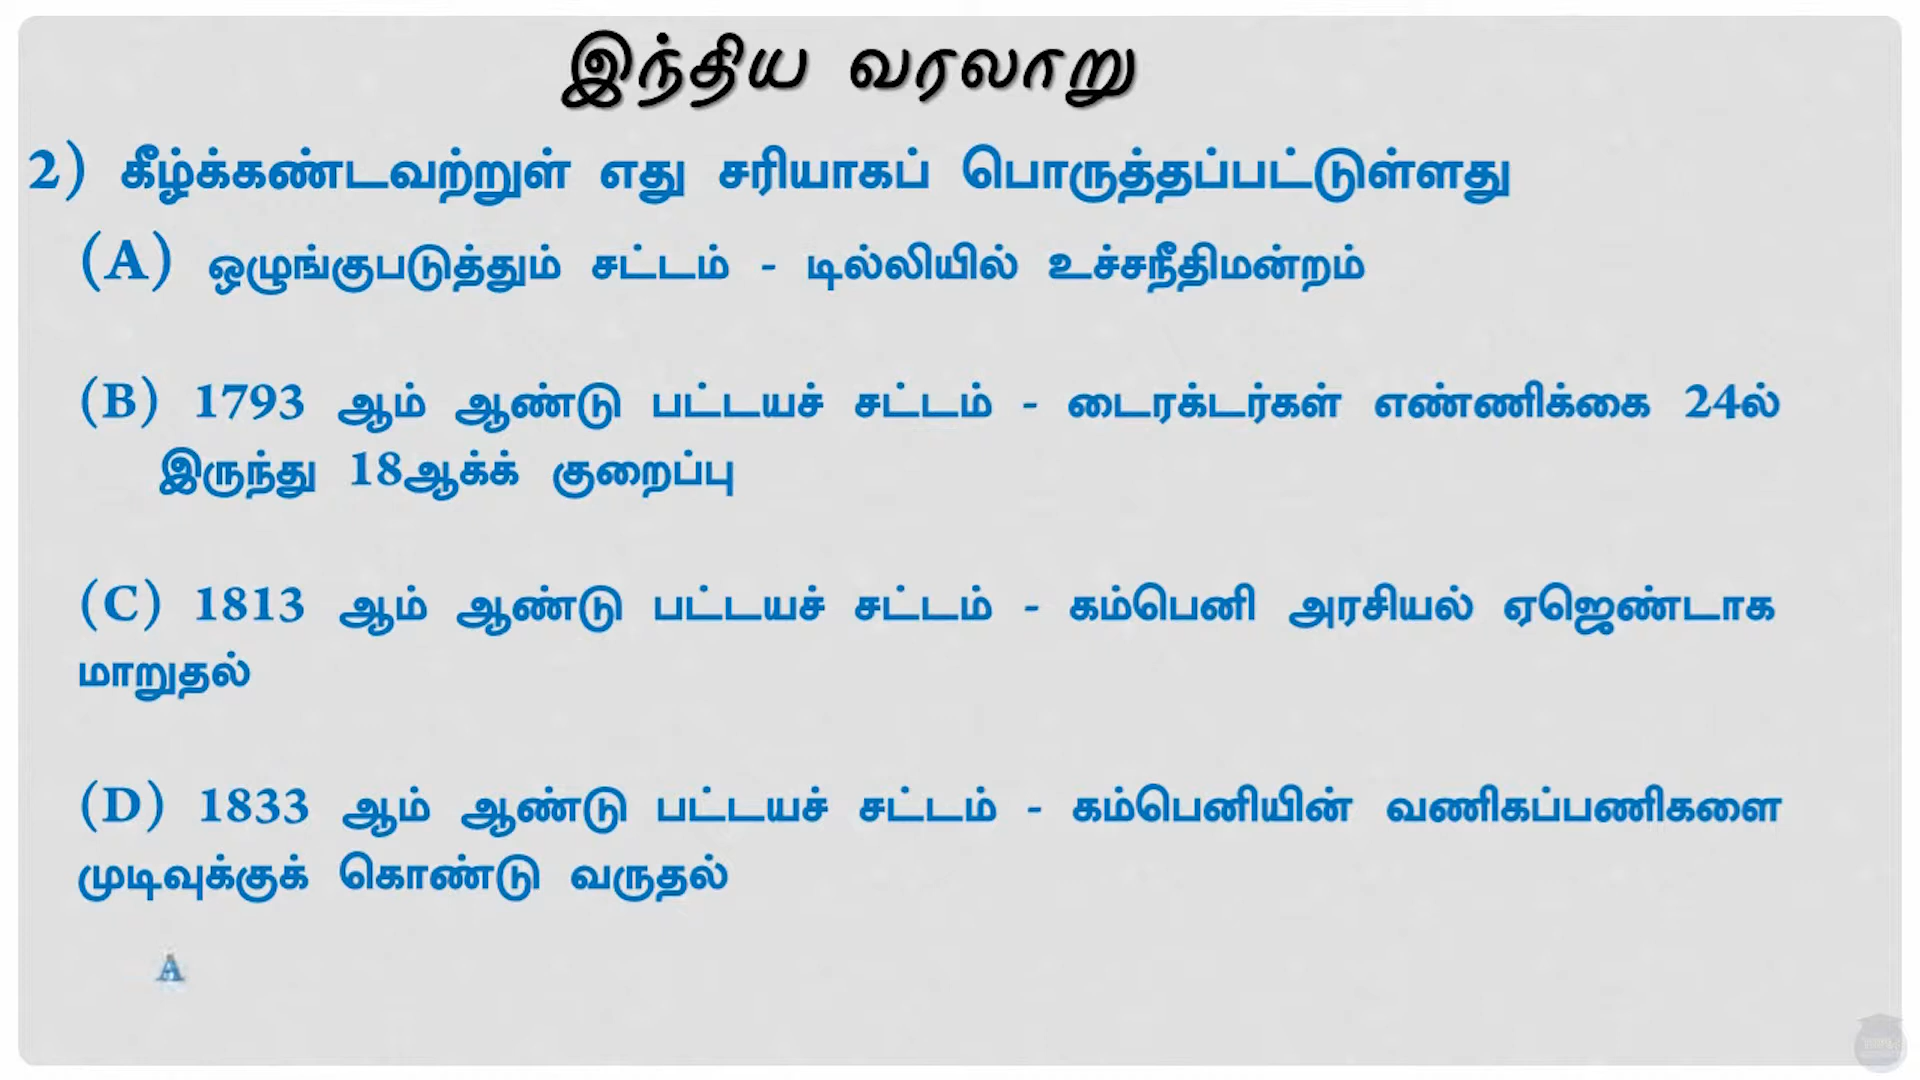 இந்திய வரலாறு
2) கீழ்க்கண்டவற்றுள் எது சரியாகப் பொருத்தப்பட்டுள்ளது
(A) ஒழுங்குபடுத்தும் சட்டம் - டில்லியில் உச்சநீதிமன்றம்
(B) 1793 ஆம் ஆண்டு பட்டயச் சட்டம் - டைரக்டர்கள் எண்ணிக்கை 24ல்
இருந்து 18ஆக்க் குறைப்பு
(C) 1813 ஆம் ஆண்டு பட்டயச் சட்டம் - கம்பெனி அரசியல் ஏஜெண்டாக
மாறுதல்
(D) 1833 ஆம் ஆண்டு பட்டயச் சட்டம் - கம்பெனியின் வணிகப்பணிகளை
முடிவுக்குக் கொண்டு வருதல்
A